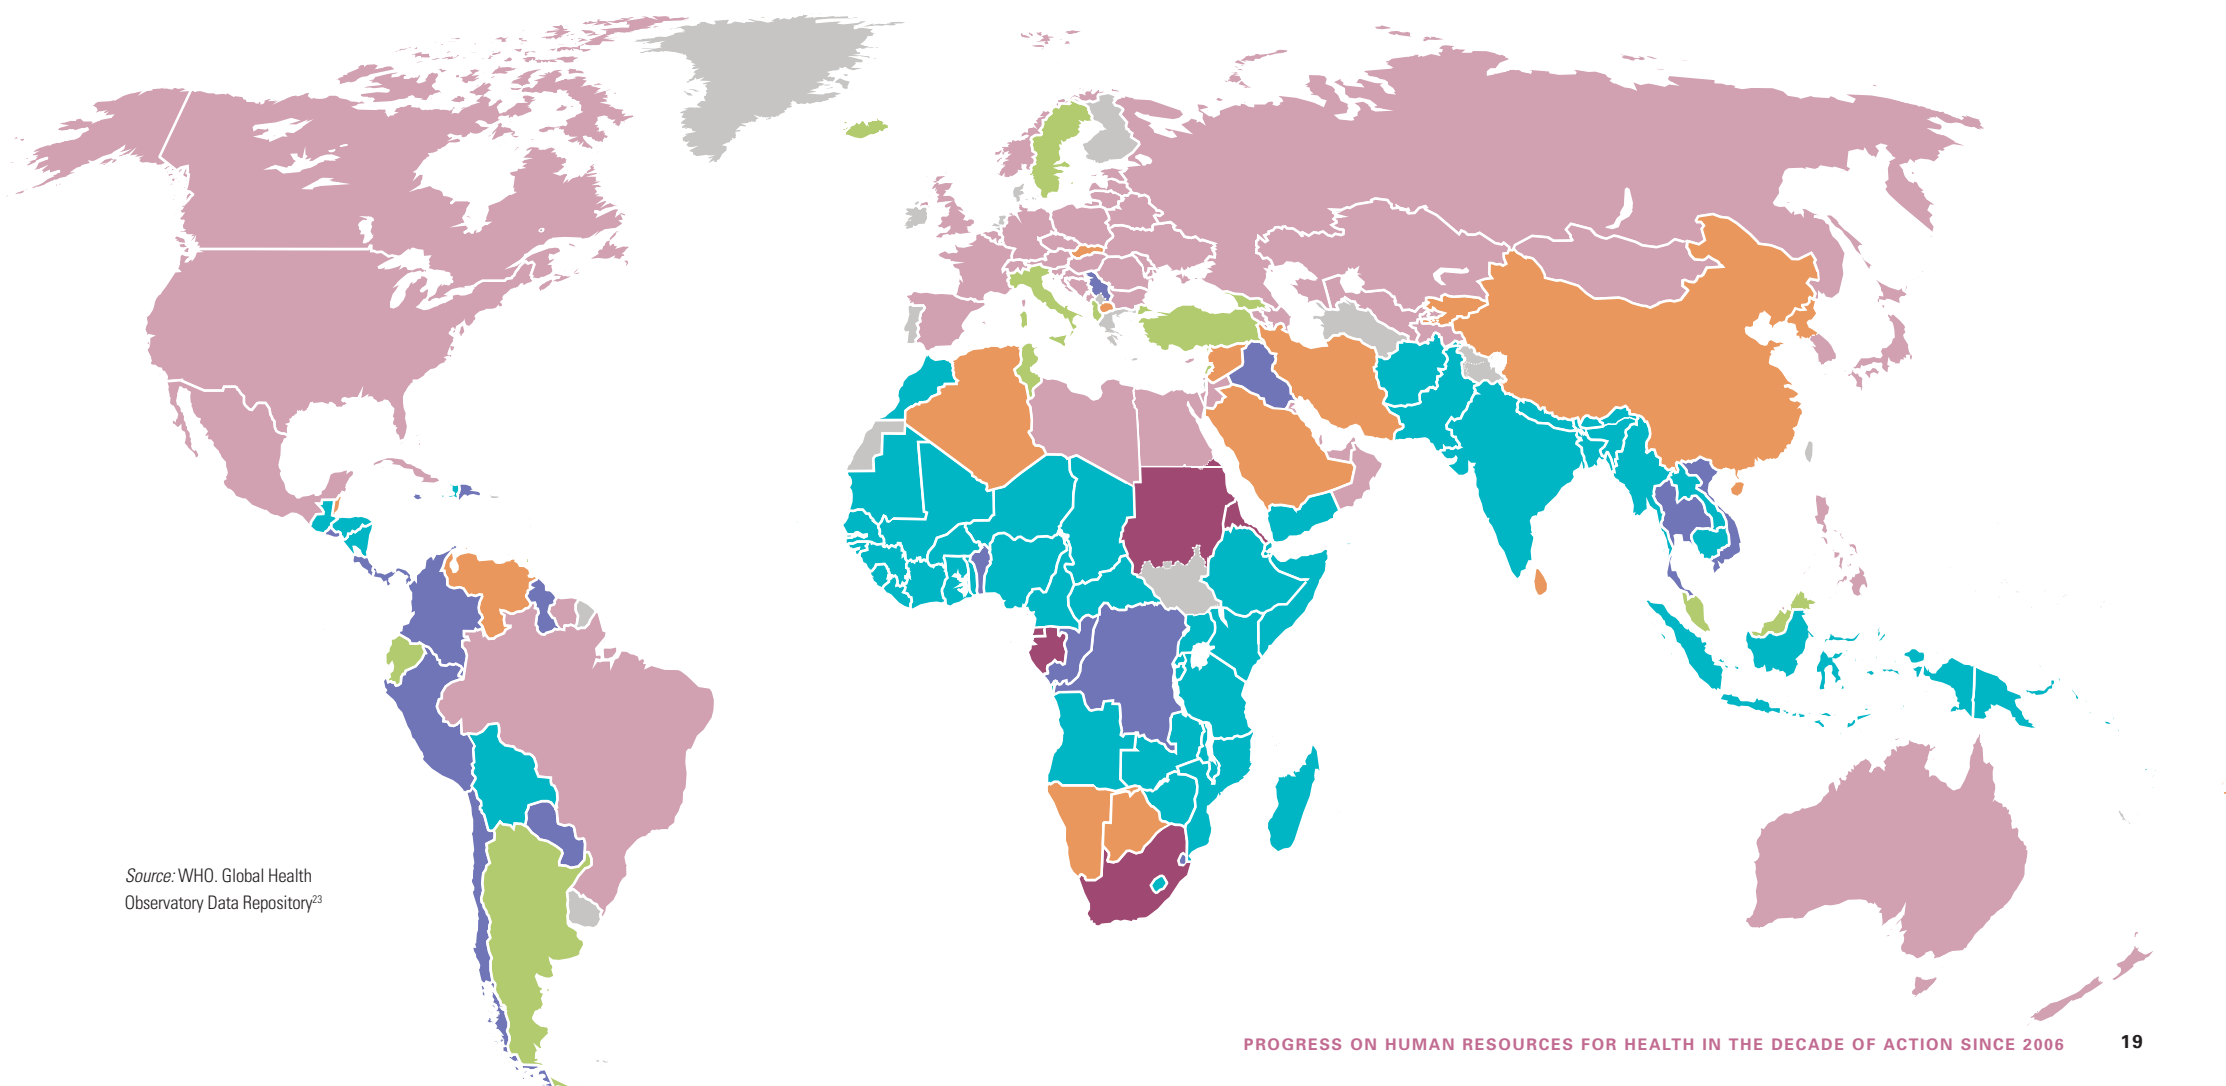 Source: WHO. Global Health
Observatory Data Repository23
PROGRESS ON HUMAN RESOURCES FOR HEALTH IN THE DECADE OF ACTION SINCE 2006 19